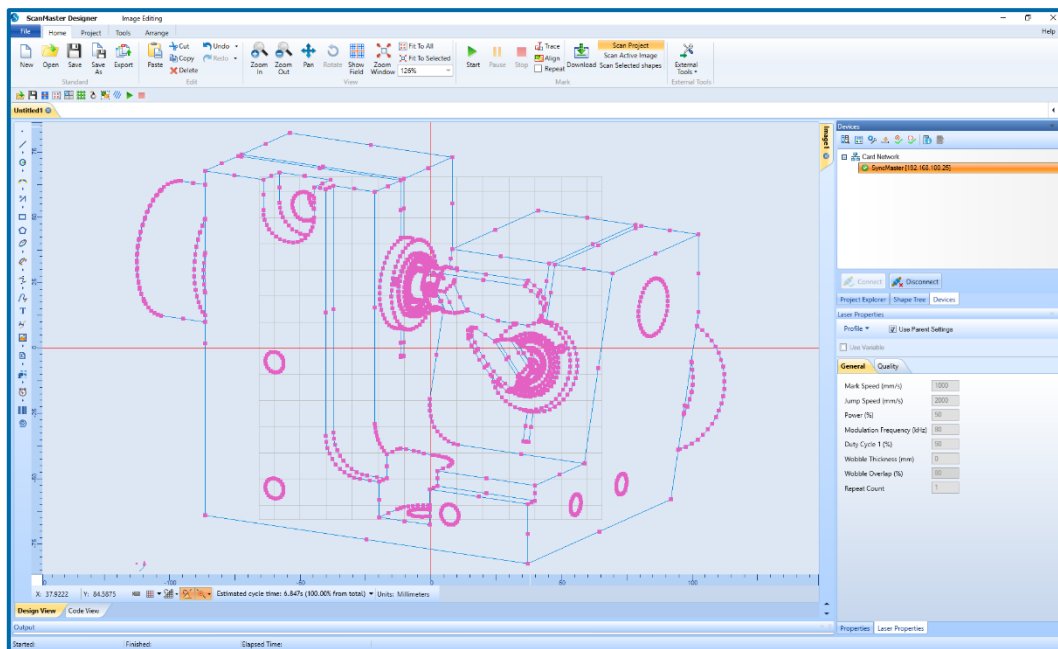 ScanMaster Designer Image Editing
File Home Project Tools Arrange Help
New Open Save Save As Export
Standard
Paste Cut Copy Delete Undo Redo
Edit
Zoom In Zoom Out Pan Rotate Show Field Zoom Window Fit To All Fit To Selected 126%
View
Start Pause Stop Trace Align Repeat Download Scan Project Scan Active Image Scan Selected shapes
Mark
External Tools
External Tools
Untitled1
Image1
Devices
Card Network
SyncMaster [192.168.100.25]
Connect Disconnect
Project Explorer Shape Tree Devices
Laser Properties
Profile Use Parent Settings
Use Variable
General Quality
Mark Speed (mm/s) 1000
Jump Speed (mm/s) 2000
Power (%) 50
Modulation Frequency (kHz) 80
Duty Cycle 1 (%) 50
Wobble Thickness (mm) 0
Wobble Overlap (%) 80
Repeat Count 1
-100 -50 0 50 100
X: 37.9222 Y: 84.5875 Estimated cycle time: 6.847s (100.00% from total) Units: Millimeters
Design View Code View
Output
Properties Laser Properties
Started: Finished: Elapsed Time: